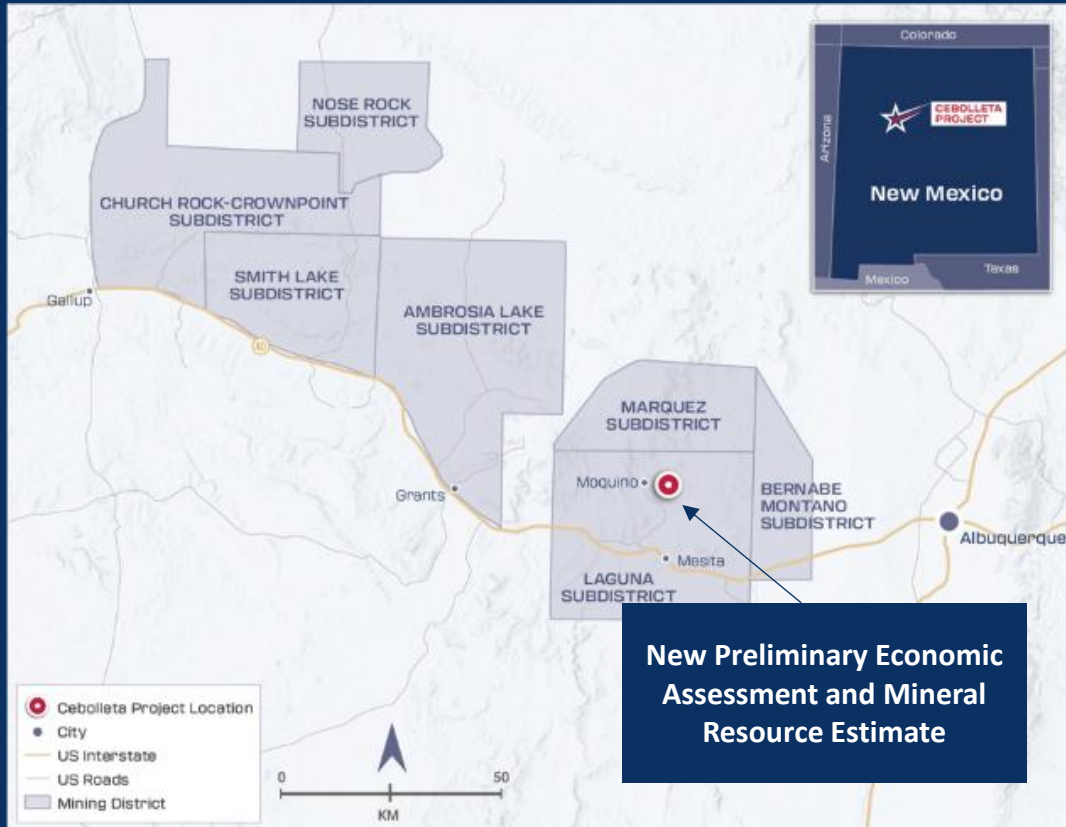 Colorado
NOSE ROCK
SUBDISTRICT
CEBOLLETA
PROJECT
Arizona
New Mexico
CHURCH ROCK-CROWNPOINT
SUBDISTRICT
Texas
Mexico
SMITH LAKE
SUBDISTRICT
Gallup
AMBROSIA LAKE
SUBDISTRICT
40
MARQUEZ
SUBDISTRICT
Moquino
Grants
BERNABE
MONTANO
SUBDISTRICT
Albuquerque
Mesita
LAGUNA
SUBDISTRICT
New Preliminary Economic
Assessment and Mineral
Resource Estimate
Cebolleta Project Location
City
US Interstate
US Roads
Mining District
0 50
KM